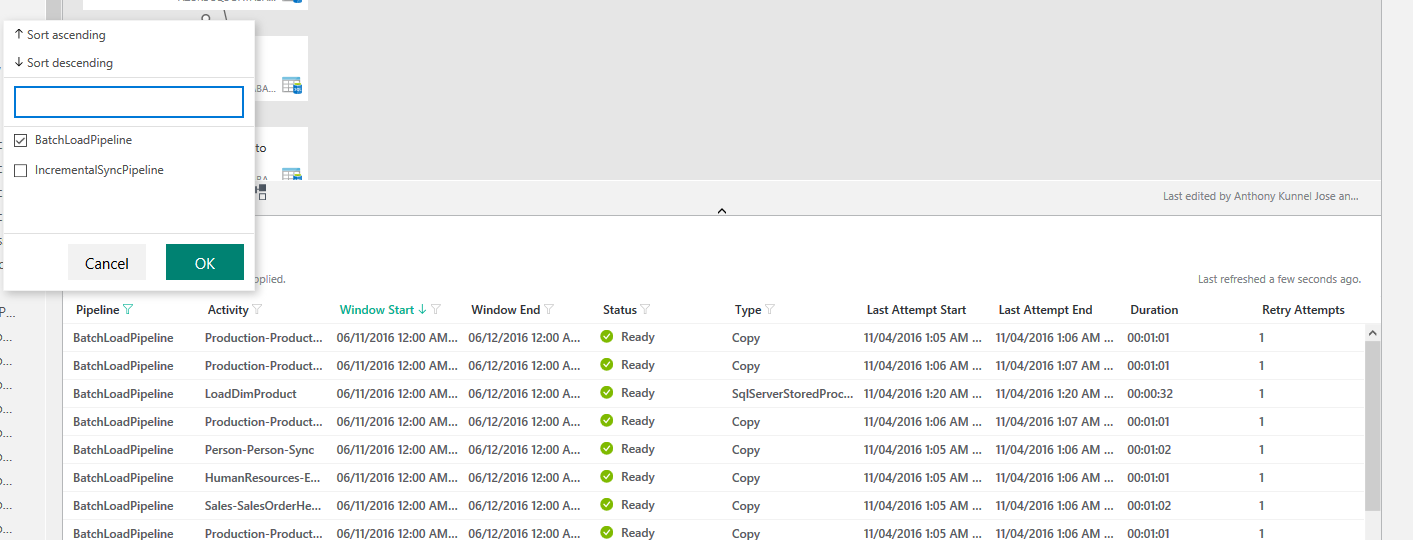 Sort ascending
Sort descending
BatchLoadPipeline
IncrementalSyncPipeline
Cancel
OK
ABA...
to
Last edited by Anthony Kunnel Jose an...
pplied.
Last refreshed a few seconds ago.
Pipeline Activity Window Start Window End Status Type Last Attempt Start Last Attempt End Duration Retry Attempts
BatchLoadPipeline Production-Product... 06/11/2016 12:00 AM... 06/12/2016 12:00 A... Ready Copy 11/04/2016 1:05 AM ... 11/04/2016 1:06 AM ... 00:01:01 1
BatchLoadPipeline Production-Product... 06/11/2016 12:00 AM... 06/12/2016 12:00 A... Ready Copy 11/04/2016 1:06 AM ... 11/04/2016 1:07 AM ... 00:01:01 1
BatchLoadPipeline LoadDimProduct 06/11/2016 12:00 AM... 06/12/2016 12:00 A... Ready SqlServerStoredProc... 11/04/2016 1:20 AM ... 11/04/2016 1:20 AM ... 00:00:32 1
BatchLoadPipeline Production-Product... 06/11/2016 12:00 AM... 06/12/2016 12:00 A... Ready Copy 11/04/2016 1:06 AM ... 11/04/2016 1:07 AM ... 00:01:01 1
BatchLoadPipeline Person-Person-Sync 06/11/2016 12:00 AM... 06/12/2016 12:00 A... Ready Copy 11/04/2016 1:05 AM ... 11/04/2016 1:06 AM ... 00:01:02 1
BatchLoadPipeline HumanResources-E... 06/11/2016 12:00 AM... 06/12/2016 12:00 A... Ready Copy 11/04/2016 1:05 AM ... 11/04/2016 1:06 AM ... 00:01:01 1
BatchLoadPipeline Sales-SalesOrderHe... 06/11/2016 12:00 AM... 06/12/2016 12:00 A... Ready Copy 11/04/2016 1:05 AM ... 11/04/2016 1:06 AM ... 00:01:02 1
BatchLoadPipeline Production-Product... 06/11/2016 12:00 AM... 06/12/2016 12:00 A... Ready Copy 11/04/2016 1:05 AM ... 11/04/2016 1:06 AM ... 00:01:01 1